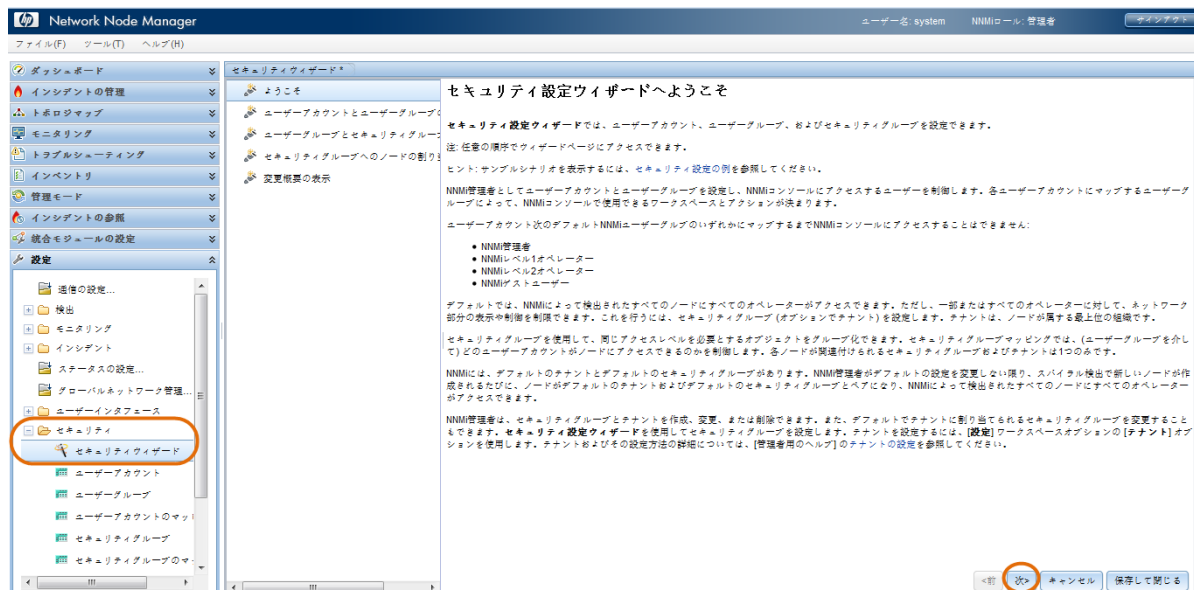 hp Network Node Manager
ユーザー名: system NNMiロール: 管理者 サインアウト
ファイル(F) ツール(T) ヘルプ(H)
ダッシュボード
インシデントの管理
トポロジマップ
モニタリング
トラブルシューティング
インベントリ
管理モード
インシデントの参照
統合モジュールの設定
設定
通信の設定...
検出
モニタリング
インシデント
ステータスの設定...
グローバルネットワーク管理...
ユーザーインタフェース
セキュリティ
セキュリティウィザード
ユーザーアカウント
ユーザーグループ
ユーザーアカウントのマッ
セキュリティグループ
セキュリティグループのマ
セキュリティウィザード *
ようこそ
ユーザーアカウントとユーザーグループ
ユーザーグループとセキュリティグルー
セキュリティグループへのノードの割り
変更概要の表示
セキュリティ設定ウィザードへようこそ
セキュリティ設定ウィザードでは、ユーザーアカウント、ユーザーグループ、およびセキュリティグループを設定できます。
注: 任意の順序でウィザードページにアクセスできます。
ヒント: サンプルシナリオを表示するには、セキュリティ設定の例を参照してください。
NNMi管理者としてユーザーアカウントとユーザーグループを設定し、NNMiコンソールにアクセスするユーザーを制御します。各ユーザーアカウントにマップするユーザーグ
ループによって、NNMiコンソールで使用できるワークスペースとアクションが決まります。
ユーザーアカウント次のデフォルトNNMiユーザーグルプのいずれかにマップするまでNNMiコンソールにアクセスすることはできません:
• NNMi管理者
• NNMiレベル1オペレーター
• NNMiレベル2オペレーター
• NNMiゲストユーザー
デフォルトでは、NNMiによって検出されたすべてのノードにすべてのオペレーターがアクセスできます。ただし、一部またはすべてのオペレーターに対して、ネットワーク
部分の表示や制御を制限できます。これを行うには、セキュリティグループ (オプションでテナント) を設定します。テナントは、ノードが属する最上位の組織です。
セキュリティグループを使用して、同じアクセスレベルを必要とするオブジェクトをグループ化できます。セキュリティグループマッピングでは、(ユーザーグループを介し
て) どのユーザーアカウントがノードにアクセスできるのかを制御します。各ノードが関連付けられるセキュリティグループおよびテナントは1つのみです。
NNMiには、デフォルトのテナントとデフォルトのセキュリティグループがあります。NNMi管理者がデフォルトの設定を変更しない限り、スパイラル検出で新しいノードが作
成されるたびに、ノードがデフォルトのテナントおよびデフォルトのセキュリティグループとペアになり、NNMiによって検出されたすべてのノードにすべてのオペレーター
がアクセスできます。
NNMi管理者は、セキュリティグループとテナントを作成、変更、または削除できます。また、デフォルトでテナントに割り当てられるセキュリティグループを変更すること
もできます。セキュリティ設定ウィザードを使用してセキュリティグループを設定します。テナントを設定するには、[設定] ワークスペースオプションの [テナント] オプ
ションを使用します。テナントおよびその設定方法の詳細については、[管理者用のヘルプ] のテナントの設定を参照してください。
<前 次> キャンセル 保存して閉じる